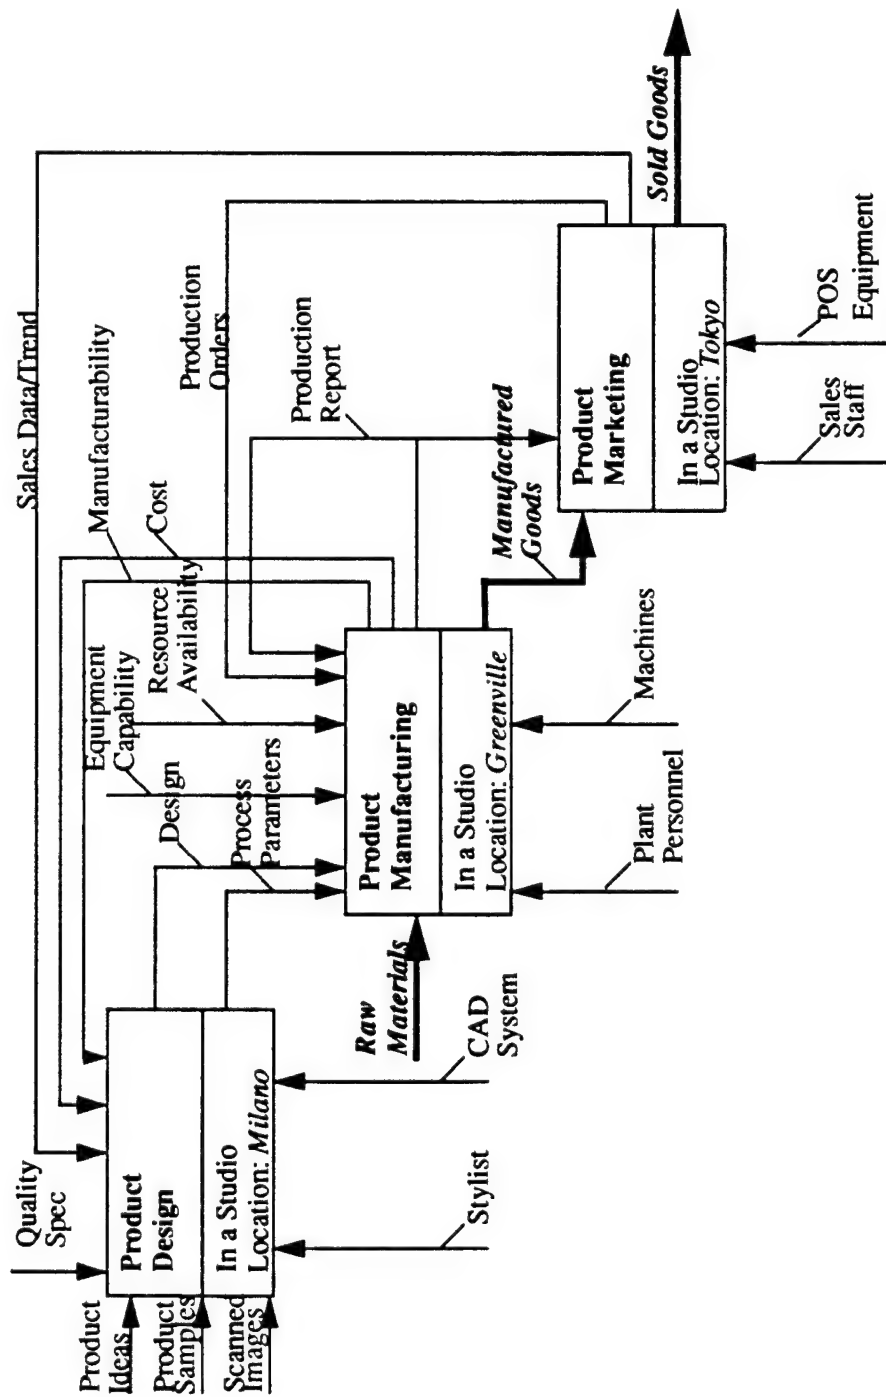 Sales Data/Trend
Manufacturability
Cost
Quality
Spec
Equipment
Capability
Resource
Availability
Production
Orders
Design
Process
Parameters
Production
Report
Product
Ideas
Product
Samples
Scanned
Images
Product
Design
In a Studio
Location: Milano
Stylist
CAD
System
Raw
Materials
Product
Manufacturing
In a Studio
Location: Greenville
Plant
Personnel
Machines
Manufactured
Goods
Product
Marketing
In a Studio
Location: Tokyo
Sales
Staff
POS
Equipment
Sold Goods